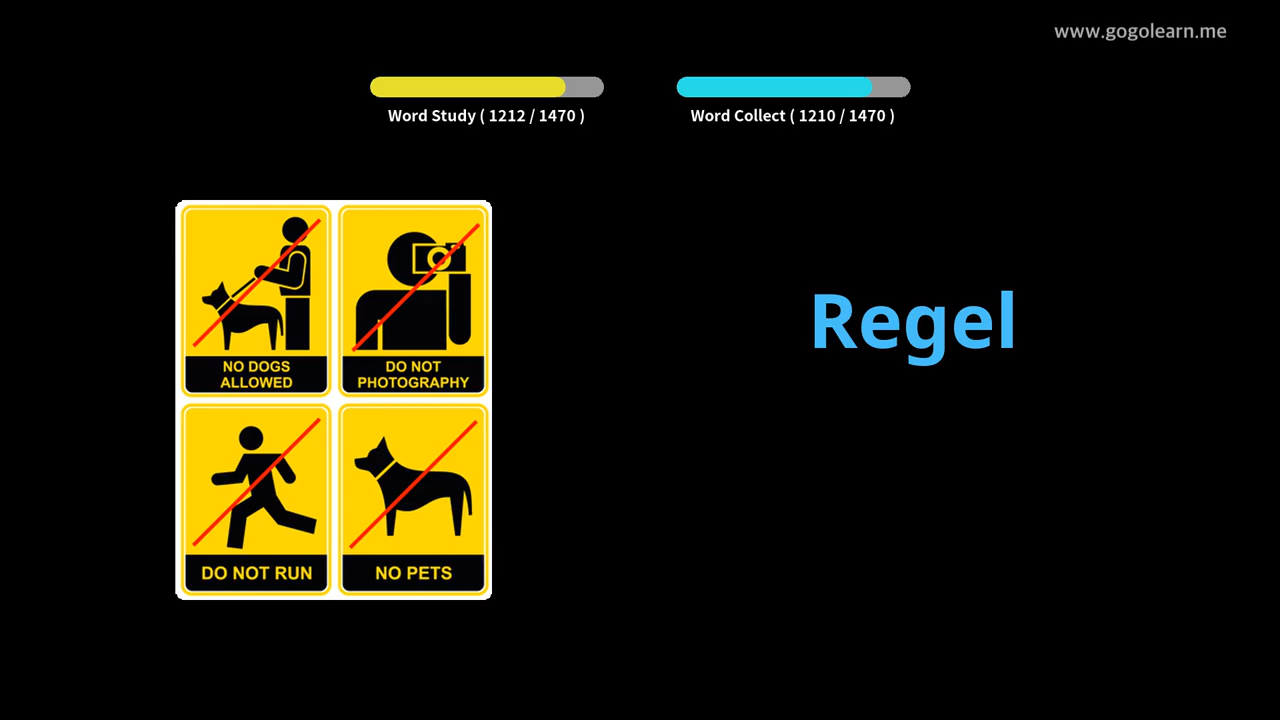 www.gogolearn.me
Word Study ( 1212 / 1470 )
Word Collect ( 1210 / 1470 )
NO DOGS
ALLOWED
DO NOT
PHOTOGRAPHY
DO NOT RUN
NO PETS
Regel